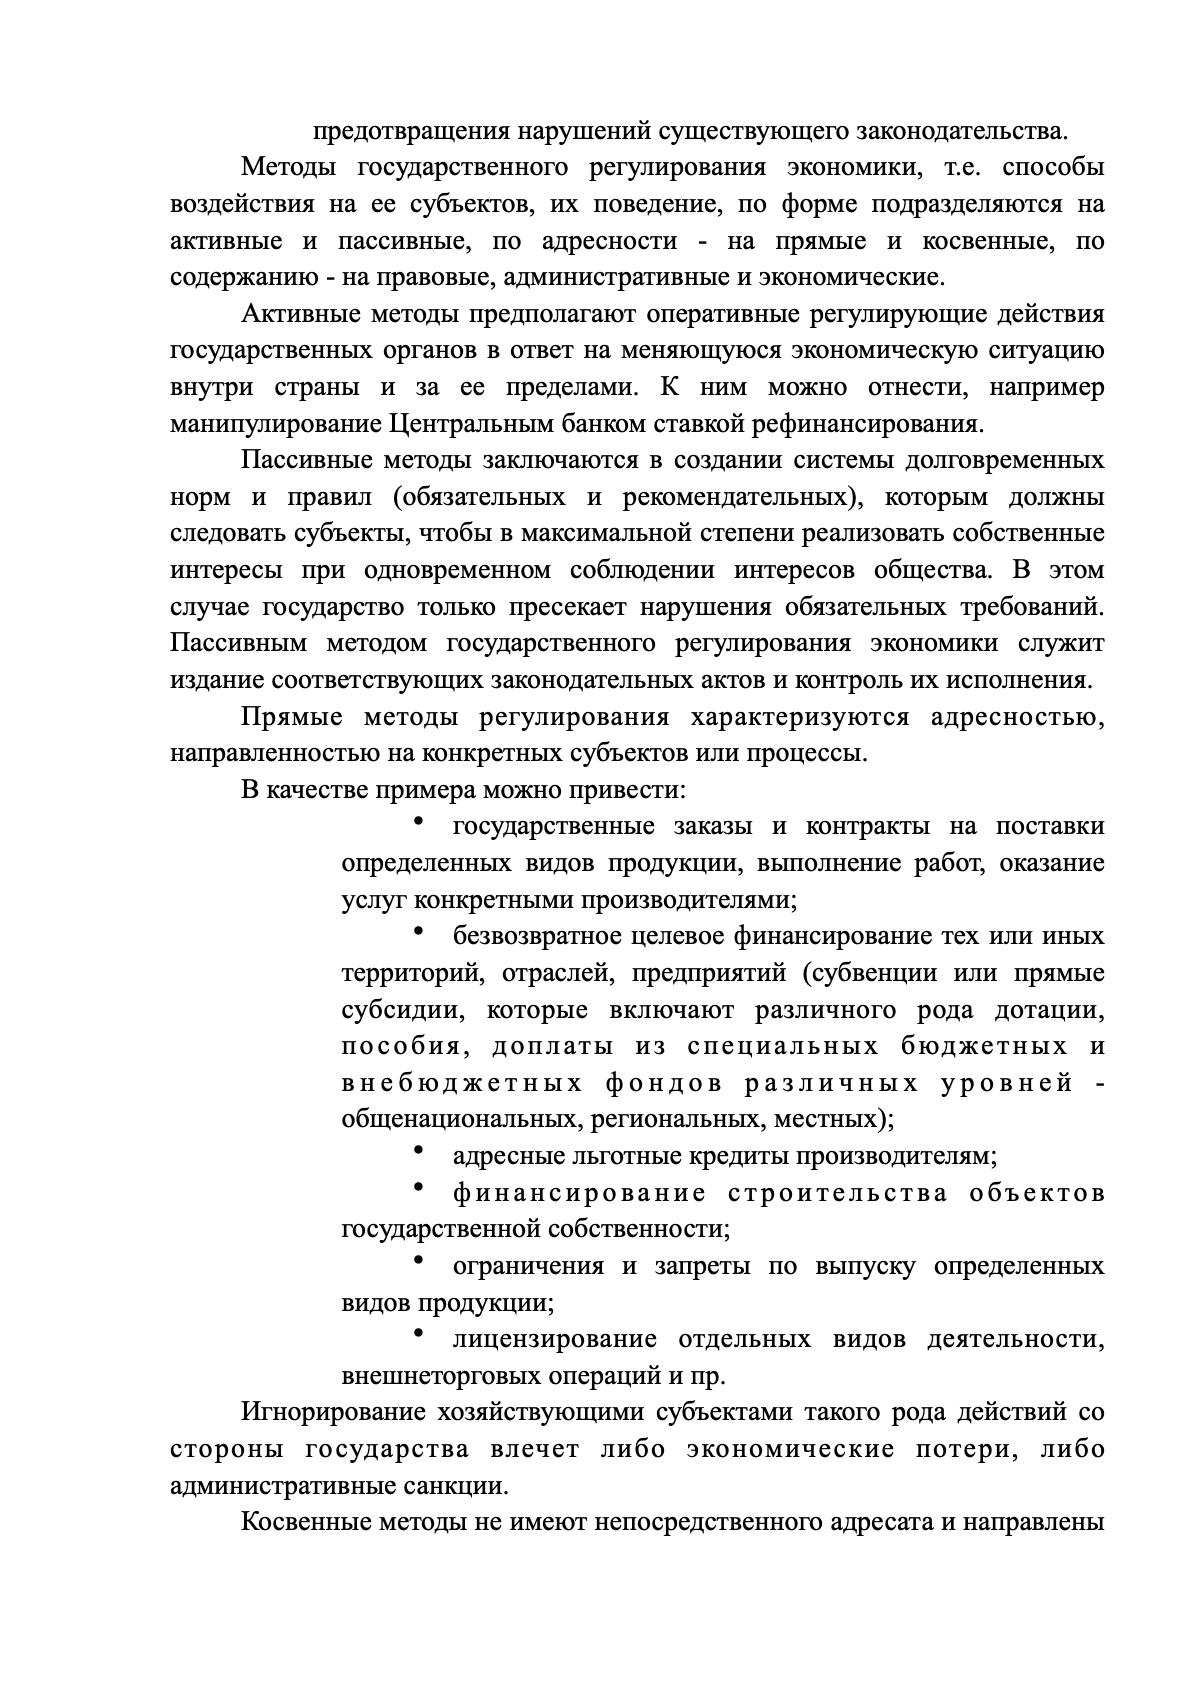 предотвращения нарушений существующего законодательства.
Методы государственного регулирования экономики, т.е. способы
воздействия на ее субъектов, их поведение, по форме подразделяются на
активные и пассивные, по адресности - на прямые и косвенные, по
содержанию - на правовые, административные и экономические.
Активные методы предполагают оперативные регулирующие действия
государственных органов в ответ на меняющуюся экономическую ситуацию
внутри страны и за ее пределами. К ним можно отнести, например
манипулирование Центральным банком ставкой рефинансирования.
Пассивные методы заключаются в создании системы долговременных
норм и правил (обязательных и рекомендательных), которым должны
следовать субъекты, чтобы в максимальной степени реализовать собственные
интересы при одновременном соблюдении интересов общества. В этом
случае государство только пресекает нарушения обязательных требований.
Пассивным методом государственного регулирования экономики служит
издание соответствующих законодательных актов и контроль их исполнения.
Прямые методы регулирования характеризуются адресностью,
направленностью на конкретных субъектов или процессы.
В качестве примера можно привести:
• государственные заказы и контракты на поставки
определенных видов продукции, выполнение работ, оказание
услуг конкретными производителями;
• безвозвратное целевое финансирование тех или иных
территорий, отраслей, предприятий (субвенции или прямые
субсидии, которые включают различного рода дотации,
пособия, доплаты из специальных бюджетных и
внебюджетных фондов различных уровней -
общенациональных, региональных, местных);
• адресные льготные кредиты производителям;
• финансирование строительства объектов
государственной собственности;
• ограничения и запреты по выпуску определенных
видов продукции;
• лицензирование отдельных видов деятельности,
внешнеторговых операций и пр.
Игнорирование хозяйствующими субъектами такого рода действий со
стороны государства влечет либо экономические потери, либо
административные санкции.
Косвенные методы не имеют непосредственного адресата и направлены